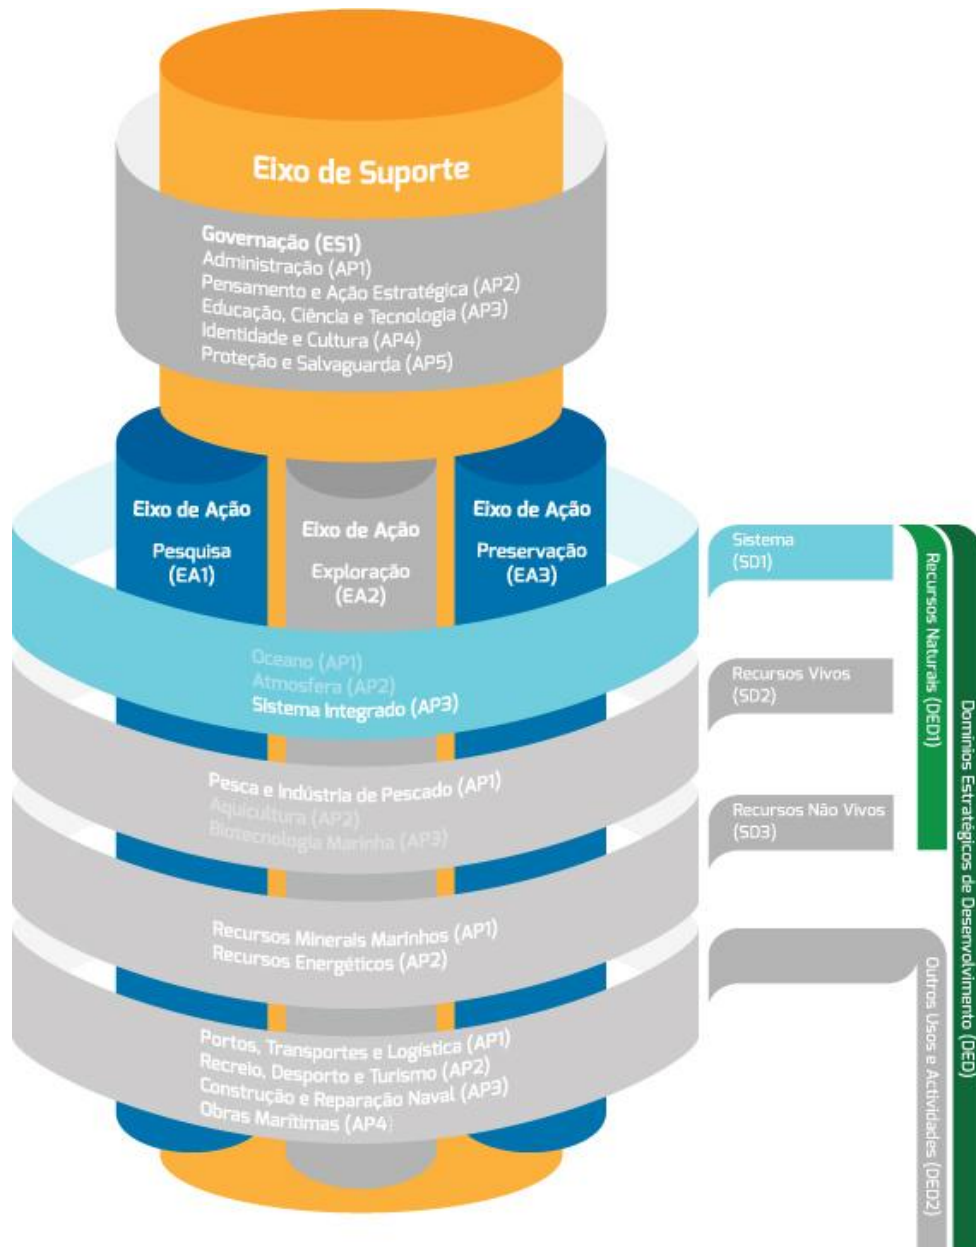 Eixo de Suporte
Governação (ES1)
Administração (AP1)
Pensamento e Ação Estratégica (AP2)
Educação, Ciência e Tecnologia (AP3)
Identidade e Cultura (AP4)
Proteção e Salvaguarda (AP5)
Eixo de Ação
Pesquisa
(EA1)
Eixo de Ação
Exploração
(EA2)
Eixo de Ação
Preservação
(EA3)
Oceano (AP1)
Atmosfera (AP2)
Sistema Integrado (AP3)
Sistema
(SD1)
Pesca e Indústria de Pescado (AP1)
Aquicultura (AP2)
Biotecnologia Marinha (AP3)
Recursos Vivos
(SD2)
Recursos Minerais Marinhos (AP1)
Recursos Energéticos (AP2)
Recursos Não Vivos
(SD3)
Portos, Transportes e Logística (AP1)
Recreio, Desporto e Turismo (AP2)
Construção e Reparação Naval (AP3)
Obras Marítimas (AP4)
Recursos Naturais (DED1)
Outros Usos e Actividades (DED2)
Domínios Estratégicos de Desenvolvimento (DED)